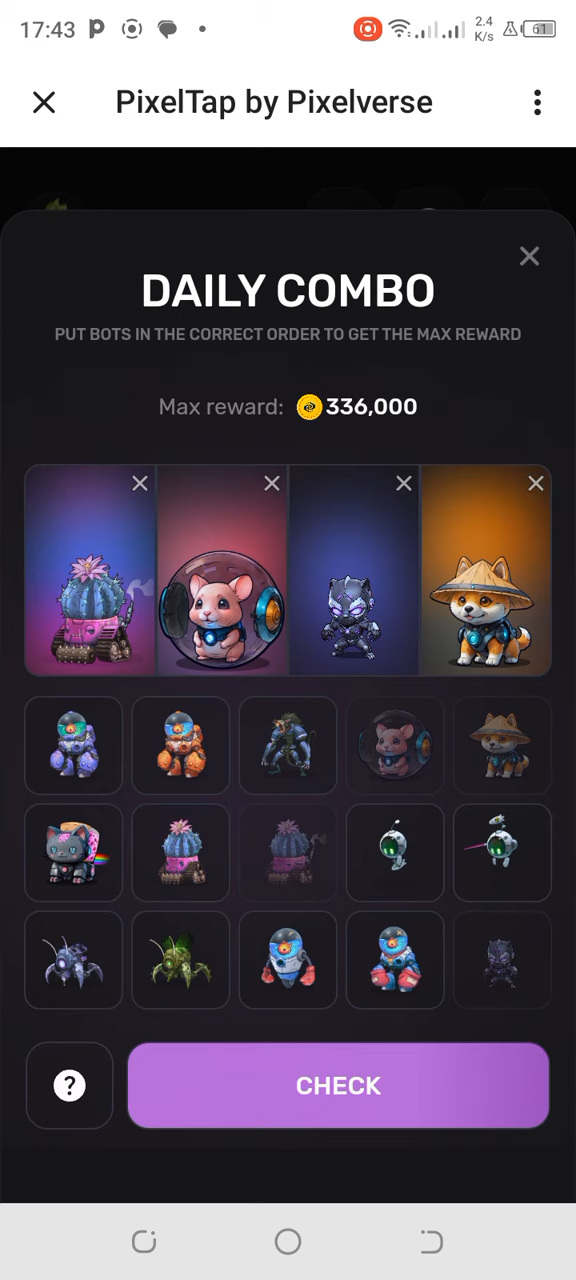 17:43
2.4
K/s
61
PixelTap by Pixelverse
DAILY COMBO
PUT BOTS IN THE CORRECT ORDER TO GET THE MAX REWARD
Max reward: 336,000
?
CHECK